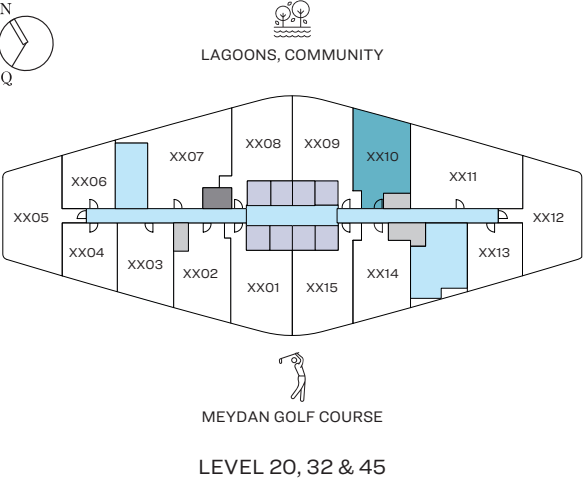 N
Q
LAGOONS, COMMUNITY
XX08
XX09
XX07
XX10
XX06
XX11
XX05
XX12
XX04
XX03
XX02
XX01
XX15
XX14
XX13
MEYDAN GOLF COURSE
LEVEL 20, 32 & 45